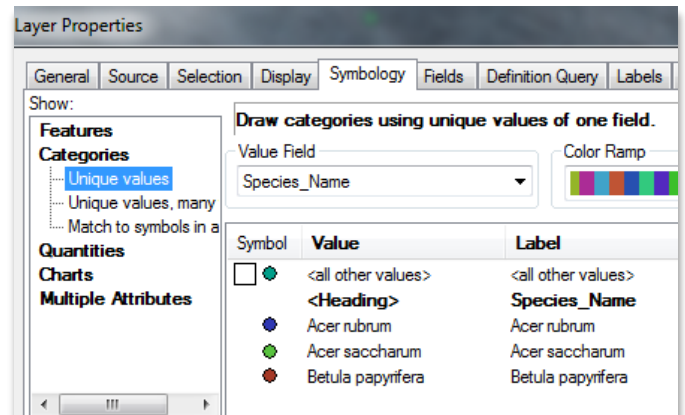 Layer Properties
General Source Selection Display Symbology Fields Definition Query Labels
Show:
Features
Categories
Unique values
Unique values, many
Match to symbols in a
Quantities
Charts
Multiple Attributes
Draw categories using unique values of one field.
Value Field
Species_Name
Color Ramp
Symbol Value Label
<all other values> <all other values>
<Heading> Species_Name
Acer rubrum Acer rubrum
Acer saccharum Acer saccharum
Betula papyrifera Betula papyrifera